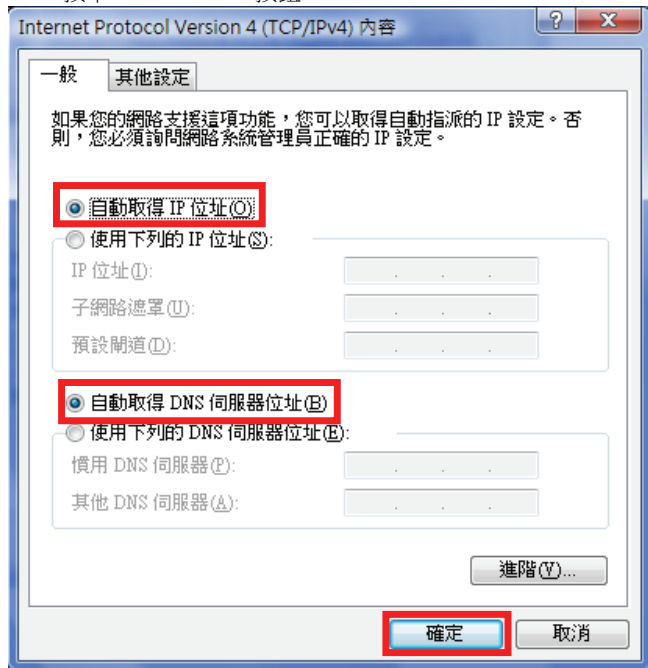 Internet Protocol Version 4 (TCP/IPv4) 內容
一般
其他設定
如果您的網路支援這項功能，您可以取得自動指派的 IP 設定。否
則，您必須詢問網路系統管理員正確的 IP 設定。
自動取得 IP 位址(O)
使用下列的 IP 位址(S):
IP 位址(I):
子網路遮罩(U):
預設閘道(D):
自動取得 DNS 伺服器位址(B)
使用下列的 DNS 伺服器位址(E):
慣用 DNS 伺服器(P):
其他 DNS 伺服器(A):
進階(V)...
確定
取消